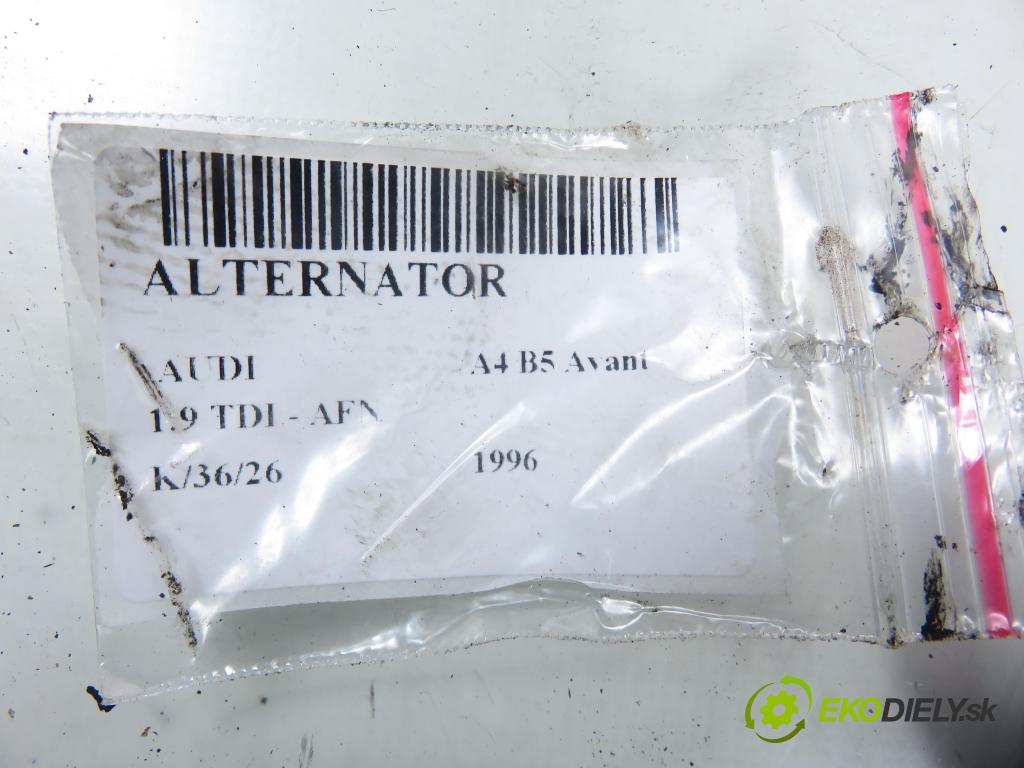 ALTERNATOR
AUDI A4 B5 Avant
1.9 TDI - AFN
K/36/26 1996
EKODIELY.sk